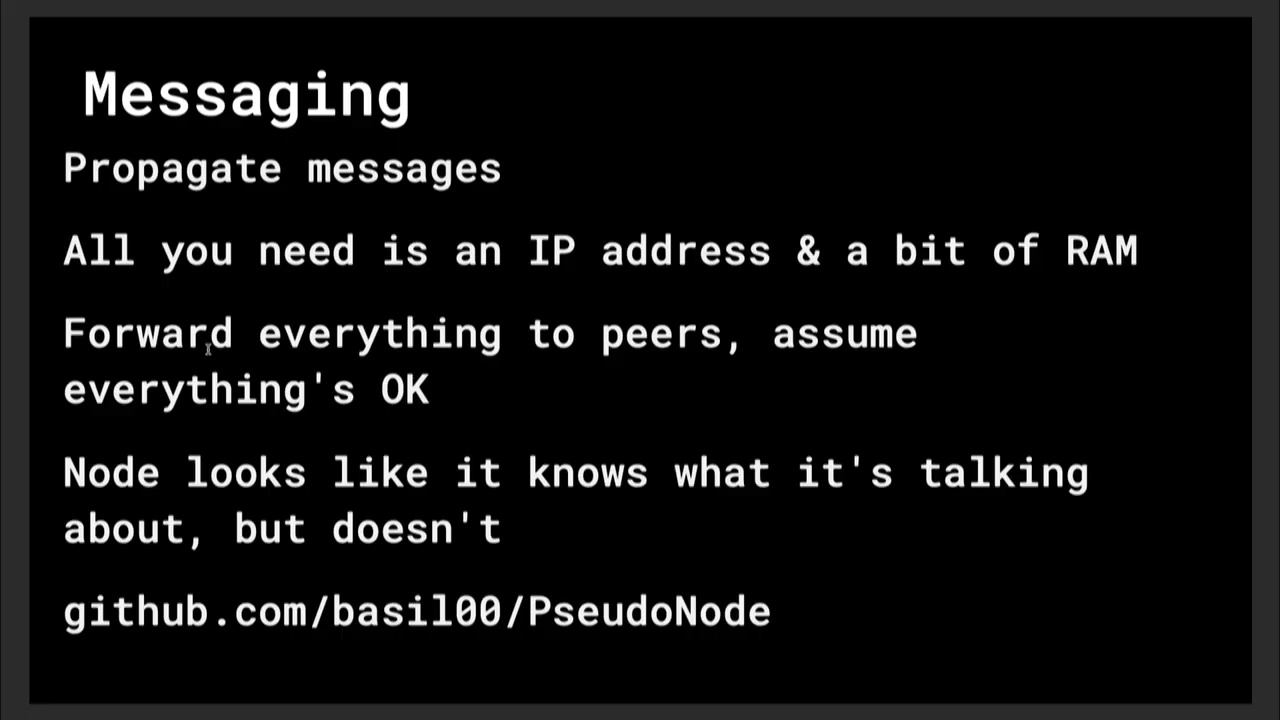 Messaging
Propagate messages
All you need is an IP address & a bit of RAM
Forward everything to peers, assume
everything's OK
Node looks like it knows what it's talking
about, but doesn't
github.com/basil00/PseudoNode